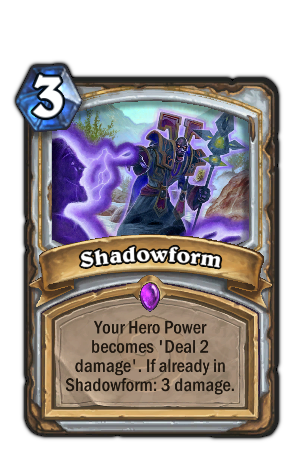 3
Shadowform
Your Hero Power
becomes 'Deal 2
damage'. If already in
Shadowform: 3 damage.